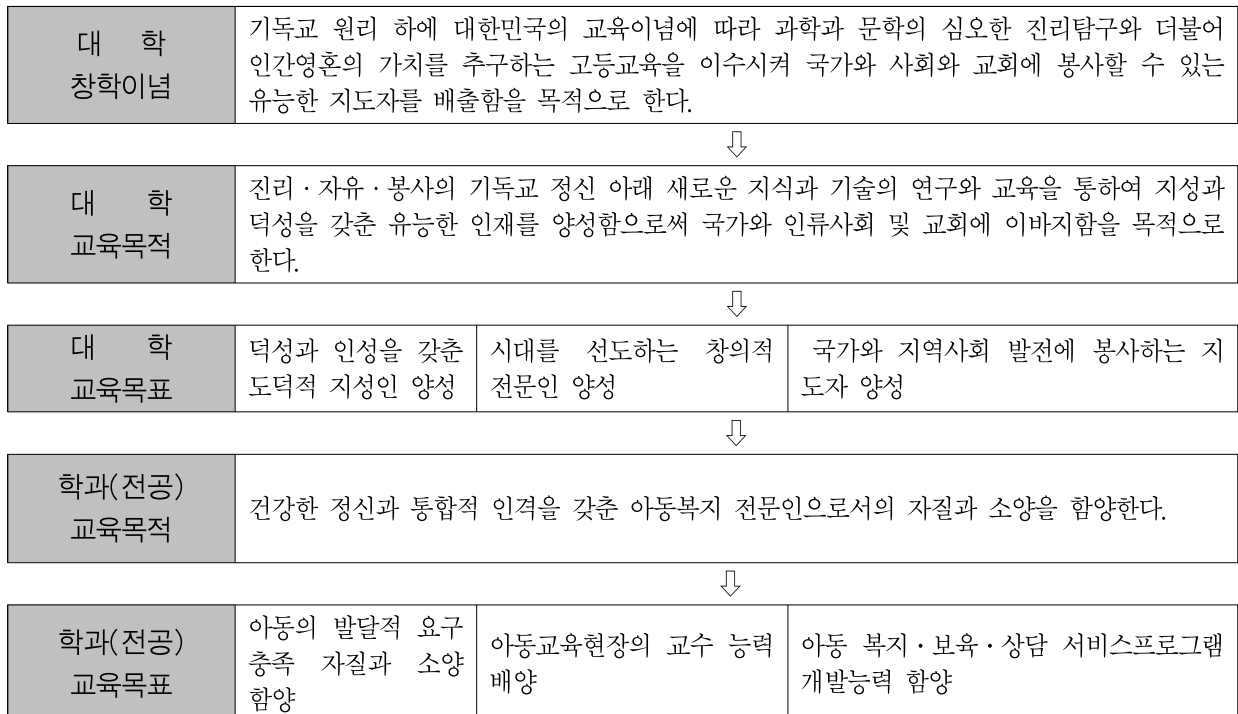 대 학
창학이념
기독교 원리 하에 대한민국의 교육이념에 따라 과학과 문학의 심오한 진리탐구와 더불어
인간영혼의 가치를 추구하는 고등교육을 이수시켜 국가와 사회와 교회에 봉사할 수 있는
유능한 지도자를 배출함을 목적으로 한다.
⇩
대 학
교육목적
진리·자유·봉사의 기독교 정신 아래 새로운 지식과 기술의 연구와 교육을 통하여 지성과
덕성을 갖춘 유능한 인재를 양성함으로써 국가와 인류사회 및 교회에 이바지함을 목적으로
한다.
⇩
대 학
교육목표
덕성과 인성을 갖춘
도덕적 지성인 양성
시대를 선도하는 창의적
전문인 양성
국가와 지역사회 발전에 봉사하는 지
도자 양성
⇩
학과(전공)
교육목적
건강한 정신과 통합적 인격을 갖춘 아동복지 전문인으로서의 자질과 소양을 함양한다.
⇩
학과(전공)
교육목표
아동의 발달적 요구
충족 자질과 소양
함양
아동교육현장의 교수 능력
배양
아동 복지·보육·상담 서비스프로그램
개발능력 함양